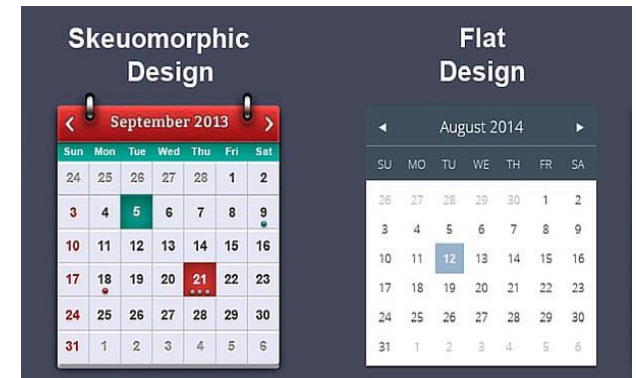 Skeuomorphic
Design
September 2013
Sun Mon Tue Wed Thu Fri Sat
24 25 26 27 28 1 2
3 4 5 6 7 8 9
10 11 12 13 14 15 16
17 18 19 20 21 22 23
24 25 26 27 28 29 30
31 1 2 3 4 5 6
Flat
Design
August 2014
SU MO TU WE TH FR SA
26 27 28 29 30 1 2
3 4 5 6 7 8 9
10 11 12 13 14 15 16
17 18 19 20 21 22 23
24 25 26 27 28 29 30
31 1 2 3 4 5 6